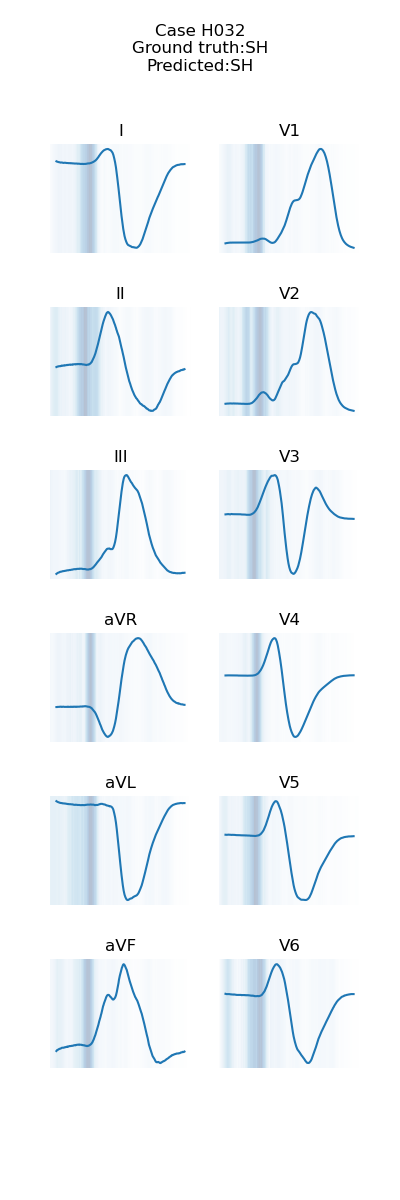 Case H032
Ground truth:SH
Predicted:SH
I
V1
II
V2
III
V3
aVR
V4
aVL
V5
aVF
V6